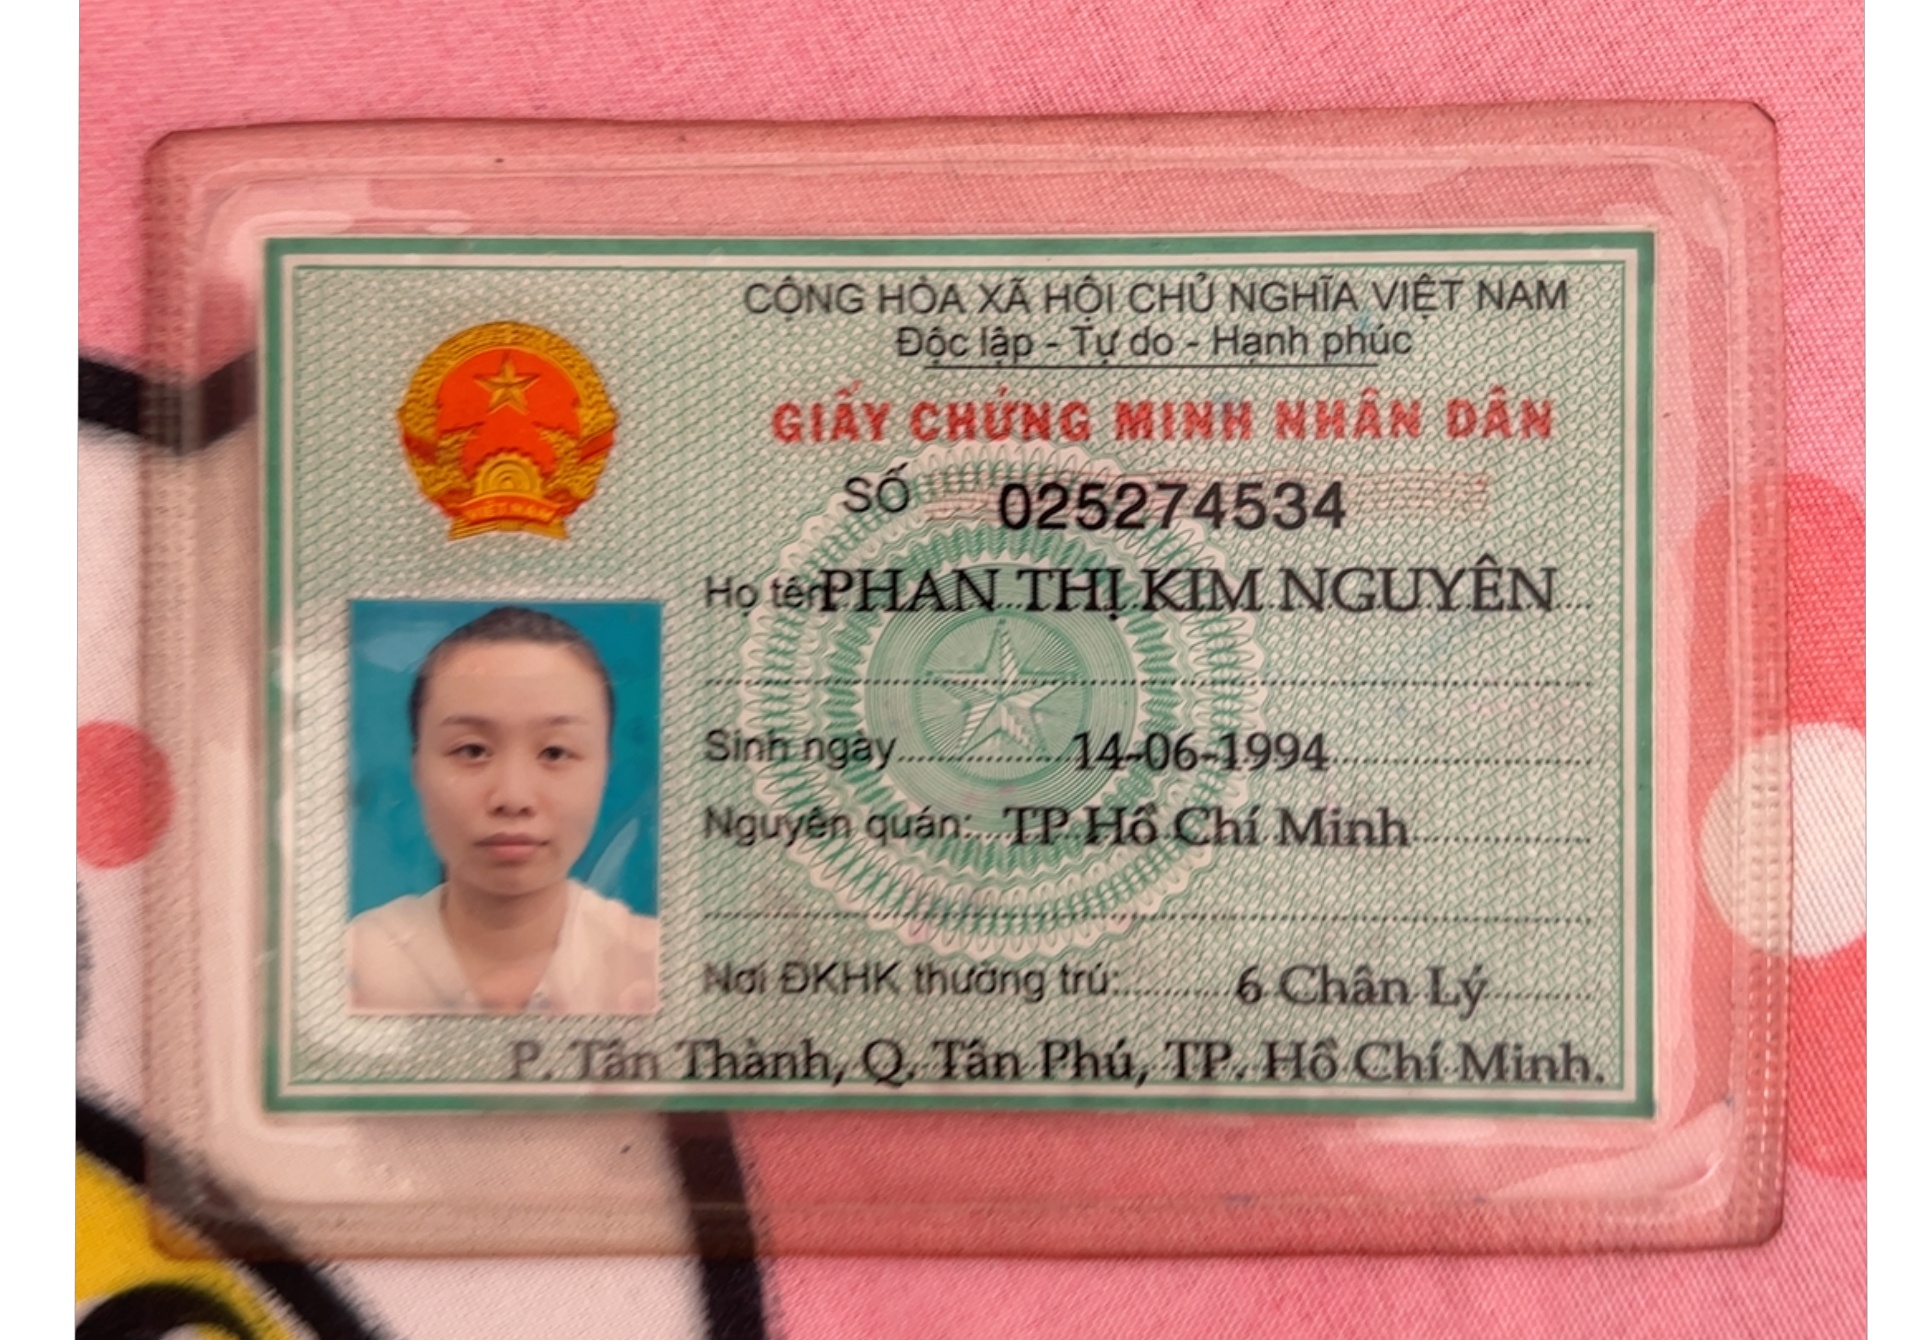 CỘNG HÒA XÃ HỘI CHỦ NGHĨA VIỆT NAM
Độc lập - Tự do - Hạnh phúc
GIẤY CHỨNG MINH NHÂN DÂN
SỐ 025274534
VIỆT NAM
Họ tên PHAN THỊ KIM NGUYÊN
Sinh ngày 14-06-1994
Nguyên quán: TP Hồ Chí Minh
Nơi ĐKHK thường trú: 6 Chân Lý
P. Tân Thành, Q. Tân Phú, TP. Hồ Chí Minh.